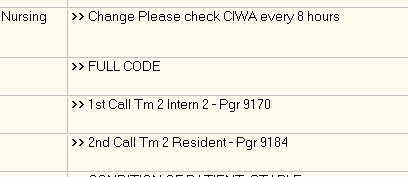 Nursing >> Change Please check CIWA every 8 hours
>> FULL CODE
>> 1st Call Tm 2 Intern 2 - Pgr 9170
>> 2nd Call Tm 2 Resident - Pgr 9184